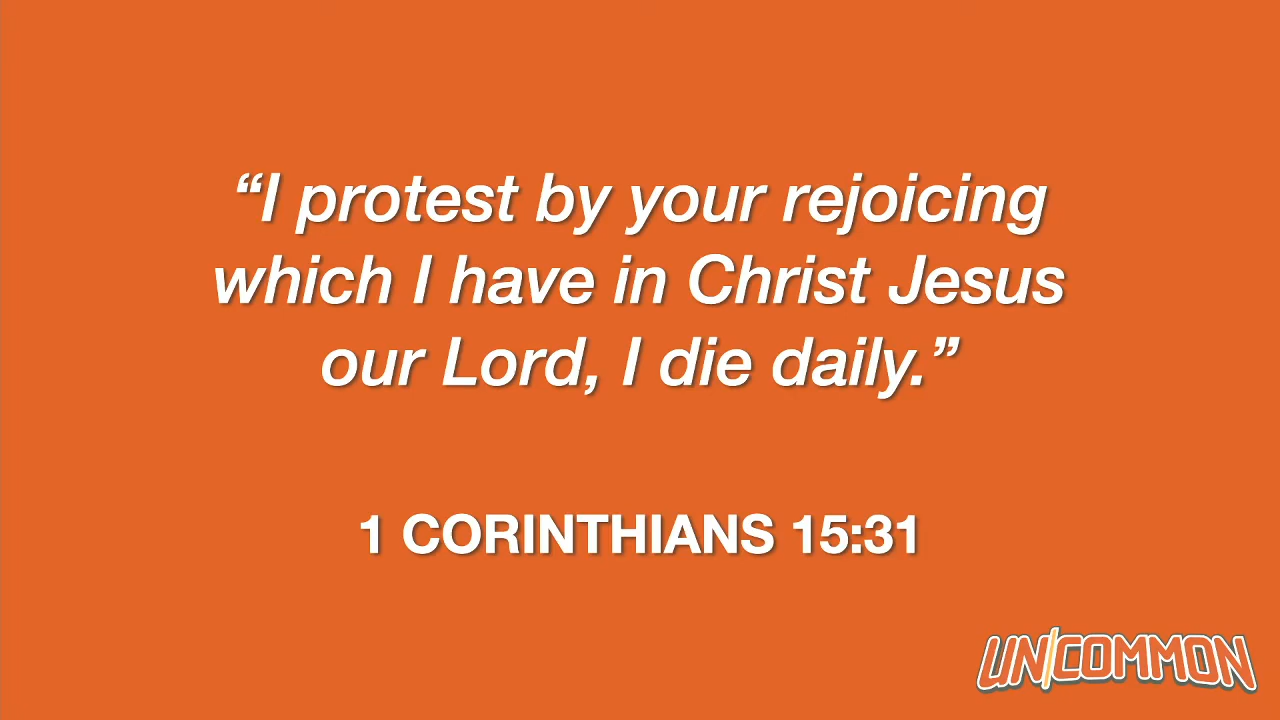 “I protest by your rejoicing
which I have in Christ Jesus
our Lord, I die daily.”
1 CORINTHIANS 15:31
UN/COMMON